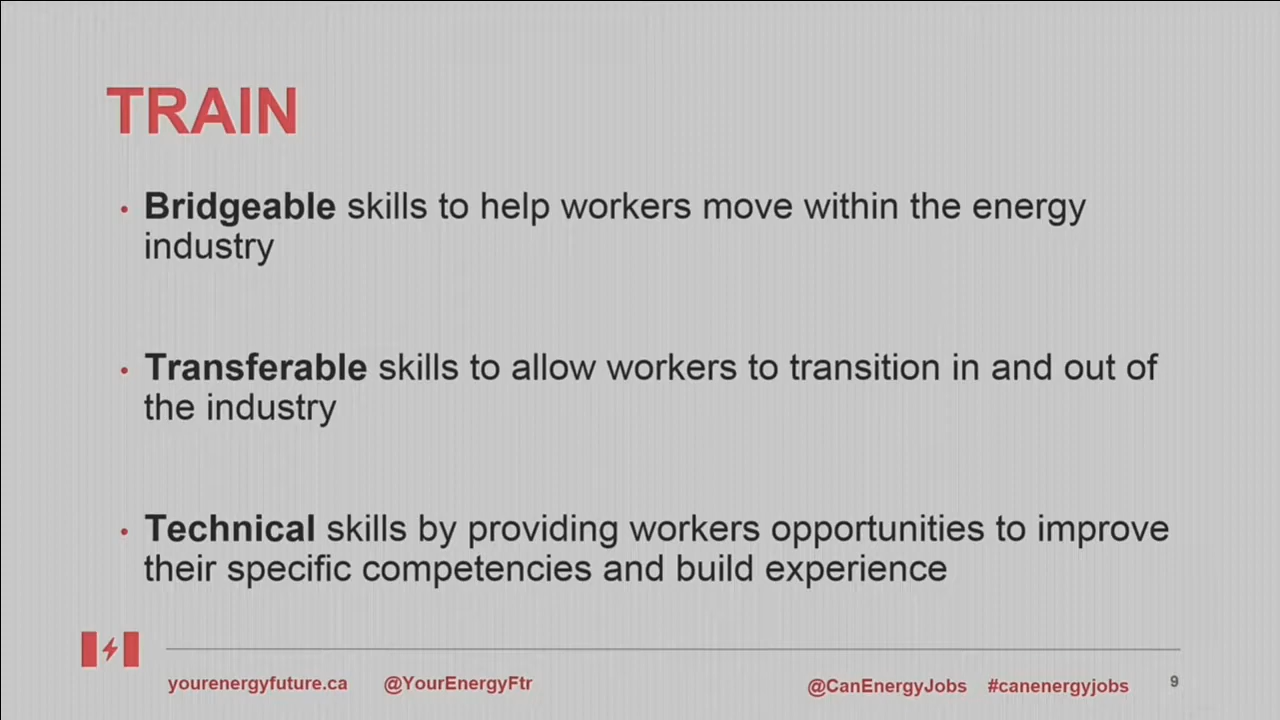 TRAIN
• Bridgeable skills to help workers move within the energy
industry
• Transferable skills to allow workers to transition in and out of
the industry
• Technical skills by providing workers opportunities to improve
their specific competencies and build experience
yourenergyfuture.ca @YourEnergyFtr @CanEnergyJobs #canenergyjobs 9